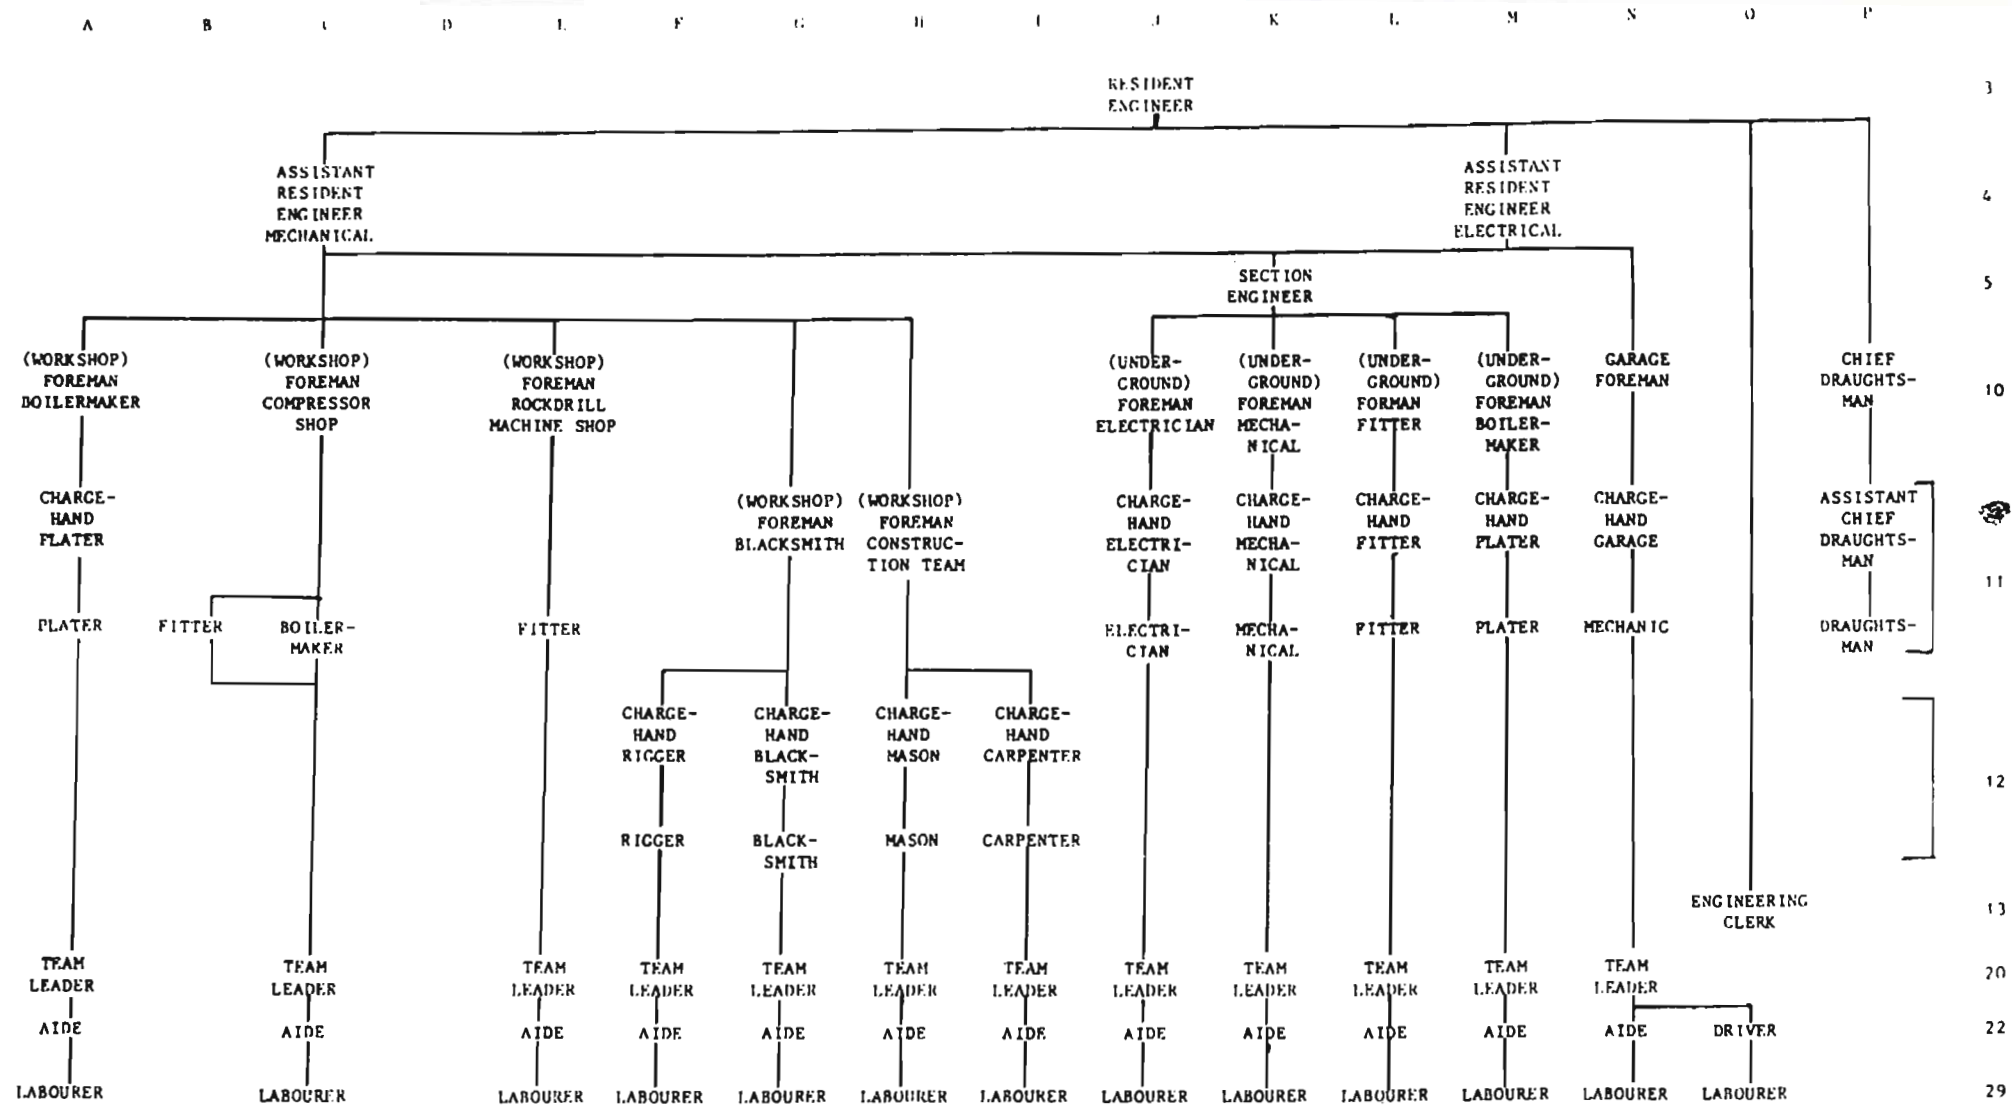 A B C D E F G H I J K L M N O P
RESIDENT
ENGINEER
3
ASSISTANT
RESIDENT
ENGINEER
MECHANICAL
ASSISTANT
RESIDENT
ENGINEER
ELECTRICAL
4
SECTION
ENGINEER
5
(WORKSHOP)
FOREMAN
BOILERMAKER
(WORKSHOP)
FOREMAN
COMPRESSOR
SHOP
(WORKSHOP)
FOREMAN
ROCKDRILL
MACHINE SHOP
(UNDER-
GROUND)
FOREMAN
ELECTRICIAN
(UNDER-
GROUND)
FOREMAN
MECHA-
NICAL
(UNDER-
GROUND)
FORMAN
FITTER
(UNDER-
GROUND)
FOREMAN
BOILER-
MAKER
GARAGE
FOREMAN
CHIEF
DRAUGHTS-
MAN
10
CHARGE-
HAND
PLATER
(WORKSHOP)
FOREMAN
BLACKSMITH
(WORKSHOP)
FOREMAN
CONSTRUC-
TION TEAM
CHARGE-
HAND
ELECTRI-
CIAN
CHARGE-
HAND
MECHA-
NICAL
CHARGE-
HAND
FITTER
CHARGE-
HAND
PLATER
CHARGE-
HAND
GARAGE
ASSISTANT
CHIEF
DRAUGHTS-
MAN
11
PLATER
FITTER
BOILER-
MAKER
FITTER
ELECTRI-
CIAN
MECHA-
NICAL
FITTER
PLATER
MECHANIC
DRAUGHTS-
MAN
CHARGE-
HAND
RIGGER
CHARGE-
HAND
BLACK-
SMITH
CHARGE-
HAND
MASON
CHARGE-
HAND
CARPENTER
12
RIGGER
BLACK-
SMITH
MASON
CARPENTER
ENGINEERING
CLERK
13
TEAM
LEADER
TEAM
LEADER
TEAM
LEADER
TEAM
LEADER
TEAM
LEADER
TEAM
LEADER
TEAM
LEADER
TEAM
LEADER
TEAM
LEADER
TEAM
LEADER
TEAM
LEADER
TEAM
LEADER
20
AIDE AIDE AIDE AIDE AIDE AIDE AIDE AIDE AIDE AIDE AIDE AIDE DRIVER 22
LABOURER LABOURER LABOURER LABOURER LABOURER LABOURER LABOURER LABOURER LABOURER LABOURER LABOURER LABOURER LABOURER 29